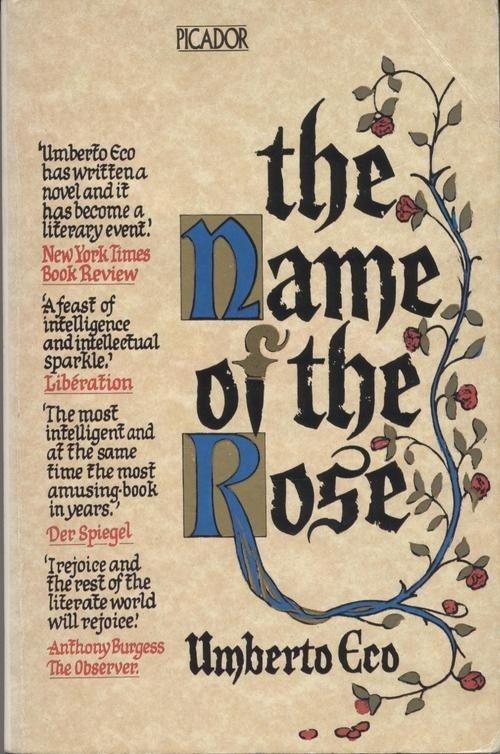 PICADOR
'Umberto Eco
has written a
novel and it
has become a
literary event.'
New York Times
Book Review
'A feast of
intelligence
and intellectual
sparkle.'
Libération
'The most
intelligent and
at the same
time the most
amusing book
in years.'
Der Spiegel
'I rejoice and
the rest of the
literate world
will rejoice!'
Anthony Burgess
The Observer.
the
Name
of the
Rose
Umberto Eco